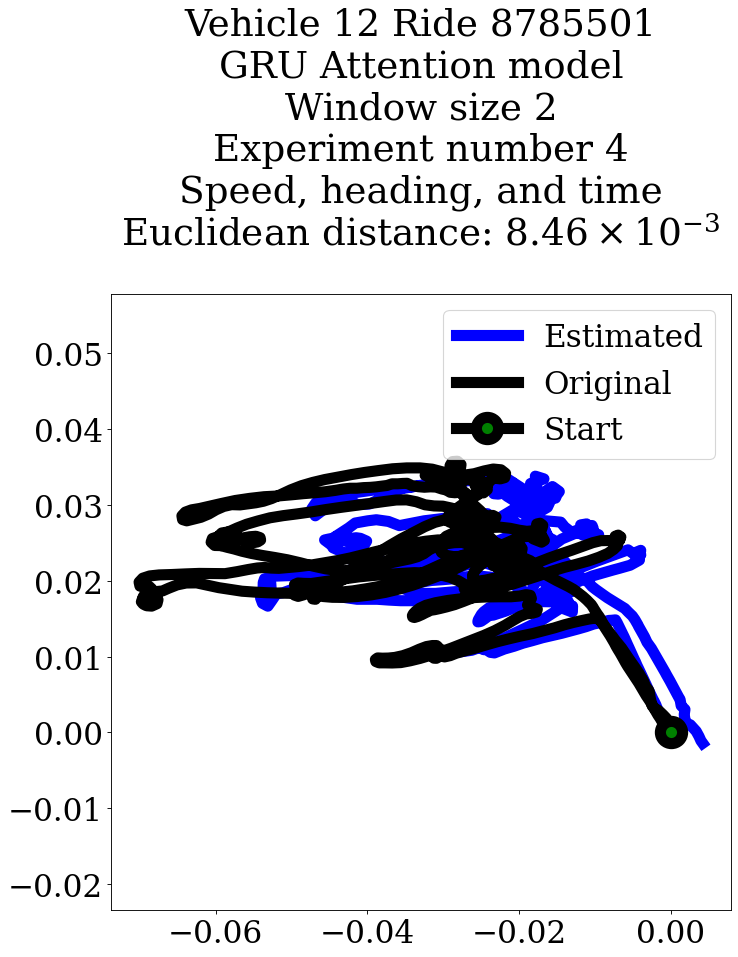 Vehicle 12 Ride 8785501
GRU Attention model
Window size 2
Experiment number 4
Speed, heading, and time
Euclidean distance: 8.46 × 10⁻³
Estimated
Original
Start
0.05
0.04
0.03
0.02
0.01
0.00
−0.01
−0.02
−0.06 −0.04 −0.02 0.00